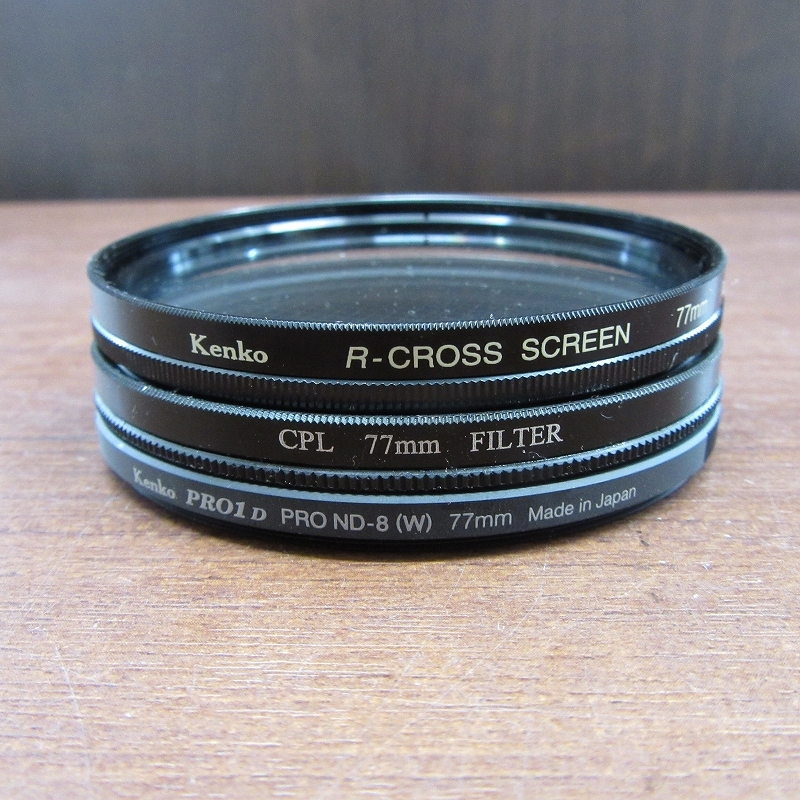 Kenko R-CROSS SCREEN 77mm
CPL 77mm FILTER
Kenko PRO1D PRO ND-8 (W) 77mm Made in Japan